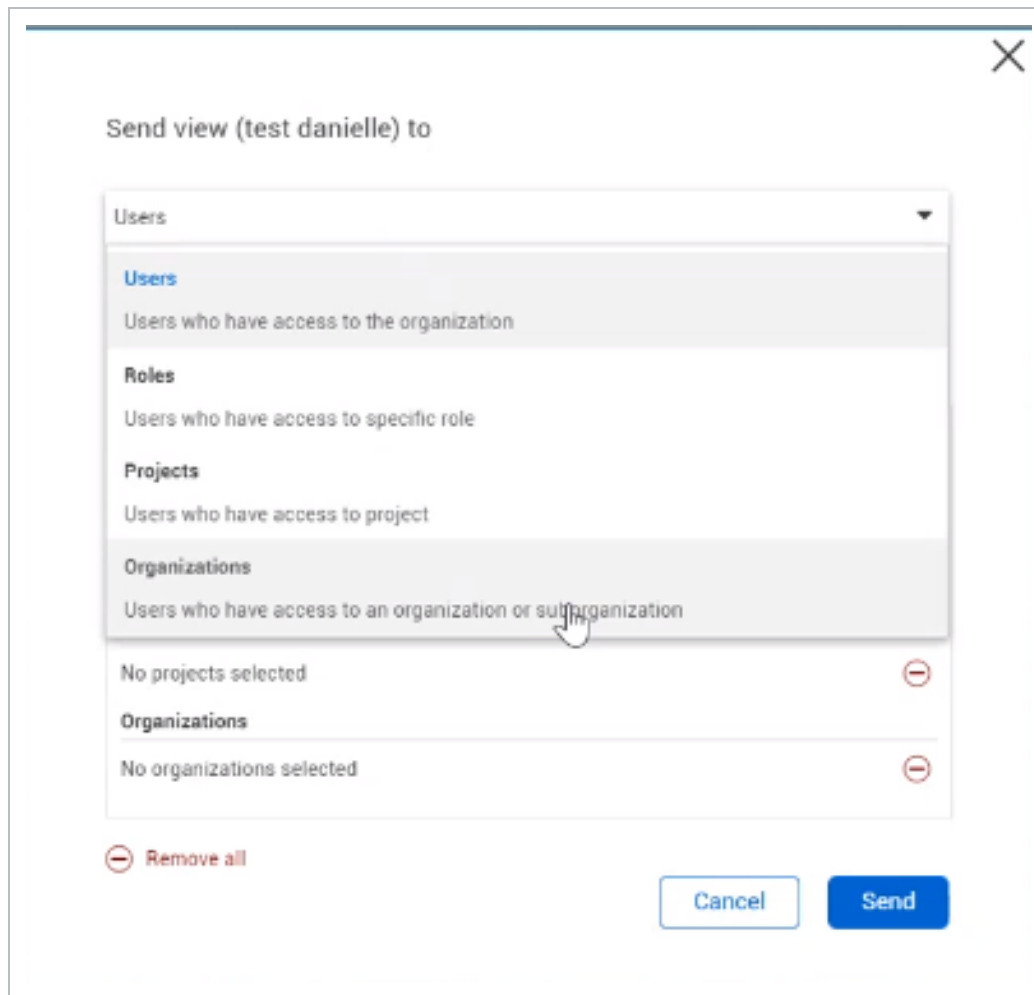 Send view (test danielle) to
Users
Users
Users who have access to the organization
Roles
Users who have access to specific role
Projects
Users who have access to project
Organizations
Users who have access to an organization or suborganization
No projects selected
Organizations
No organizations selected
Remove all
Cancel
Send